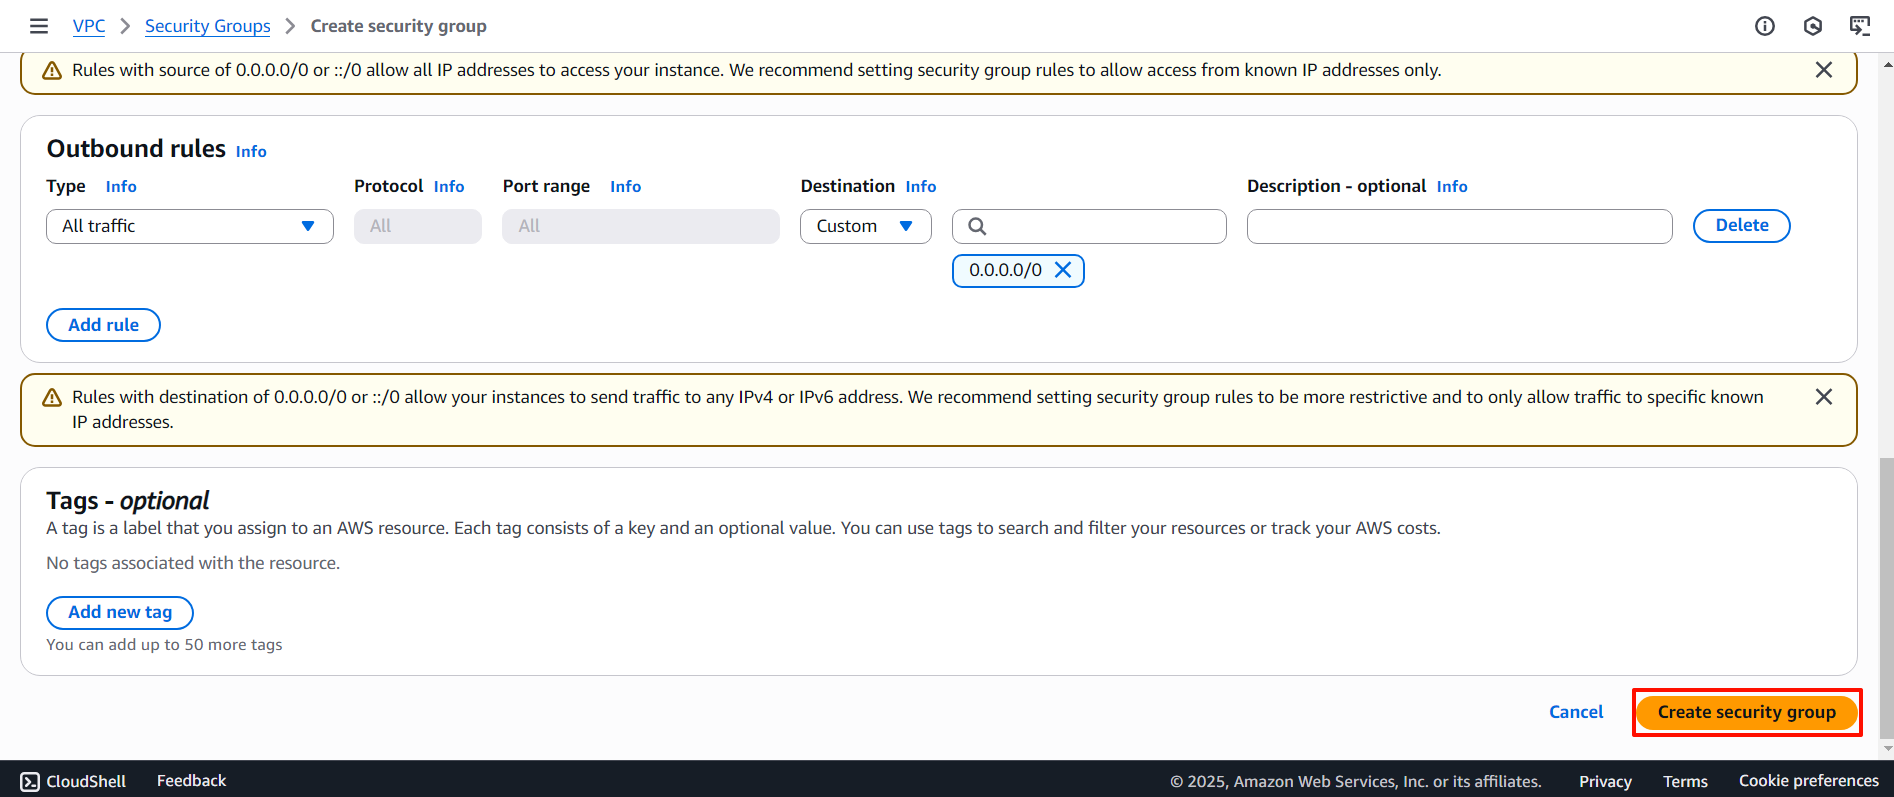 VPC > Security Groups > Create security group
Rules with source of 0.0.0.0/0 or ::/0 allow all IP addresses to access your instance. We recommend setting security group rules to allow access from known IP addresses only.
Outbound rules Info
Type Info Protocol Info Port range Info Destination Info Description - optional Info
All traffic All All Custom Delete
0.0.0.0/0
Add rule
Rules with destination of 0.0.0.0/0 or ::/0 allow your instances to send traffic to any IPv4 or IPv6 address. We recommend setting security group rules to be more restrictive and to only allow traffic to specific known
IP addresses.
Tags - optional
A tag is a label that you assign to an AWS resource. Each tag consists of a key and an optional value. You can use tags to search and filter your resources or track your AWS costs.
No tags associated with the resource.
Add new tag
You can add up to 50 more tags
Cancel Create security group
CloudShell Feedback © 2025, Amazon Web Services, Inc. or its affiliates. Privacy Terms Cookie preferences